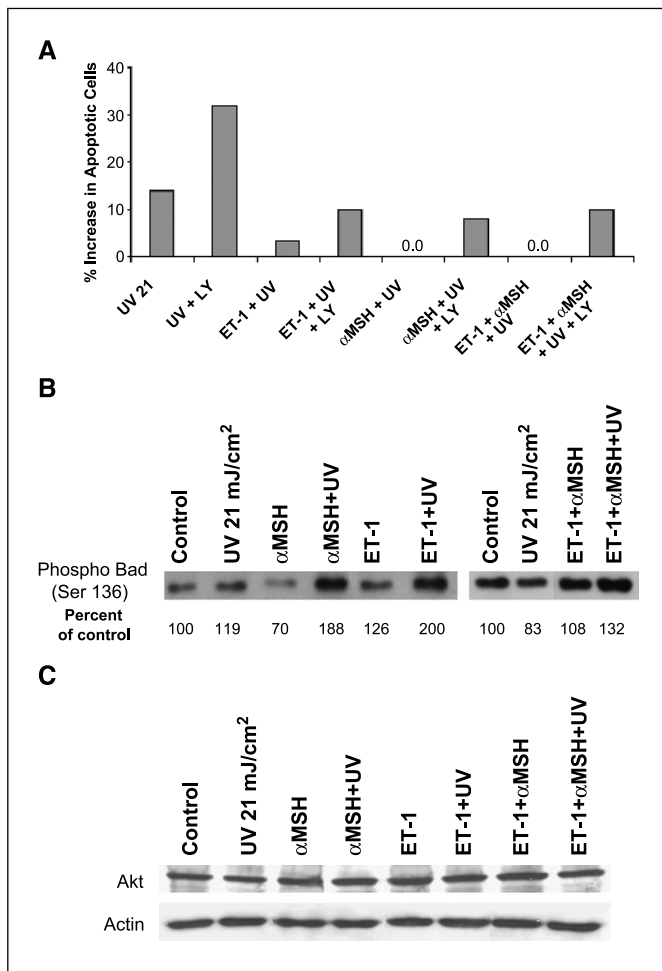 A
% Increase in Apoptotic Cells
40
30
20
10
0
0.0
0.0
UV 21
UV + LY
ET-1 + UV
ET-1 + UV
+ LY
αMSH + UV
αMSH + UV
+ LY
ET-1 + αMSH
+ UV
ET-1 + αMSH
+ UV + LY
B
Control
UV 21 mJ/cm²
αMSH
αMSH+UV
ET-1
ET-1+UV
Control
UV 21 mJ/cm²
ET-1+αMSH
ET-1+αMSH+UV
Phospho Bad
(Ser 136)
Percent
of control
100 119 70 188 126 200 100 83 108 132
C
Control
UV 21 mJ/cm²
αMSH
αMSH+UV
ET-1
ET-1+UV
ET-1+αMSH
ET-1+αMSH+UV
Akt
Actin